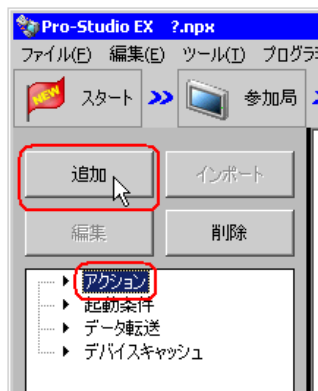 Pro-Studio EX ?.npx
ファイル(F) 編集(E) ツール(T) プログラ
NEW スタート >> 参加局
追加 インポート
編集 削除
アクション
起動条件
データ転送
デバイスキャッシュ